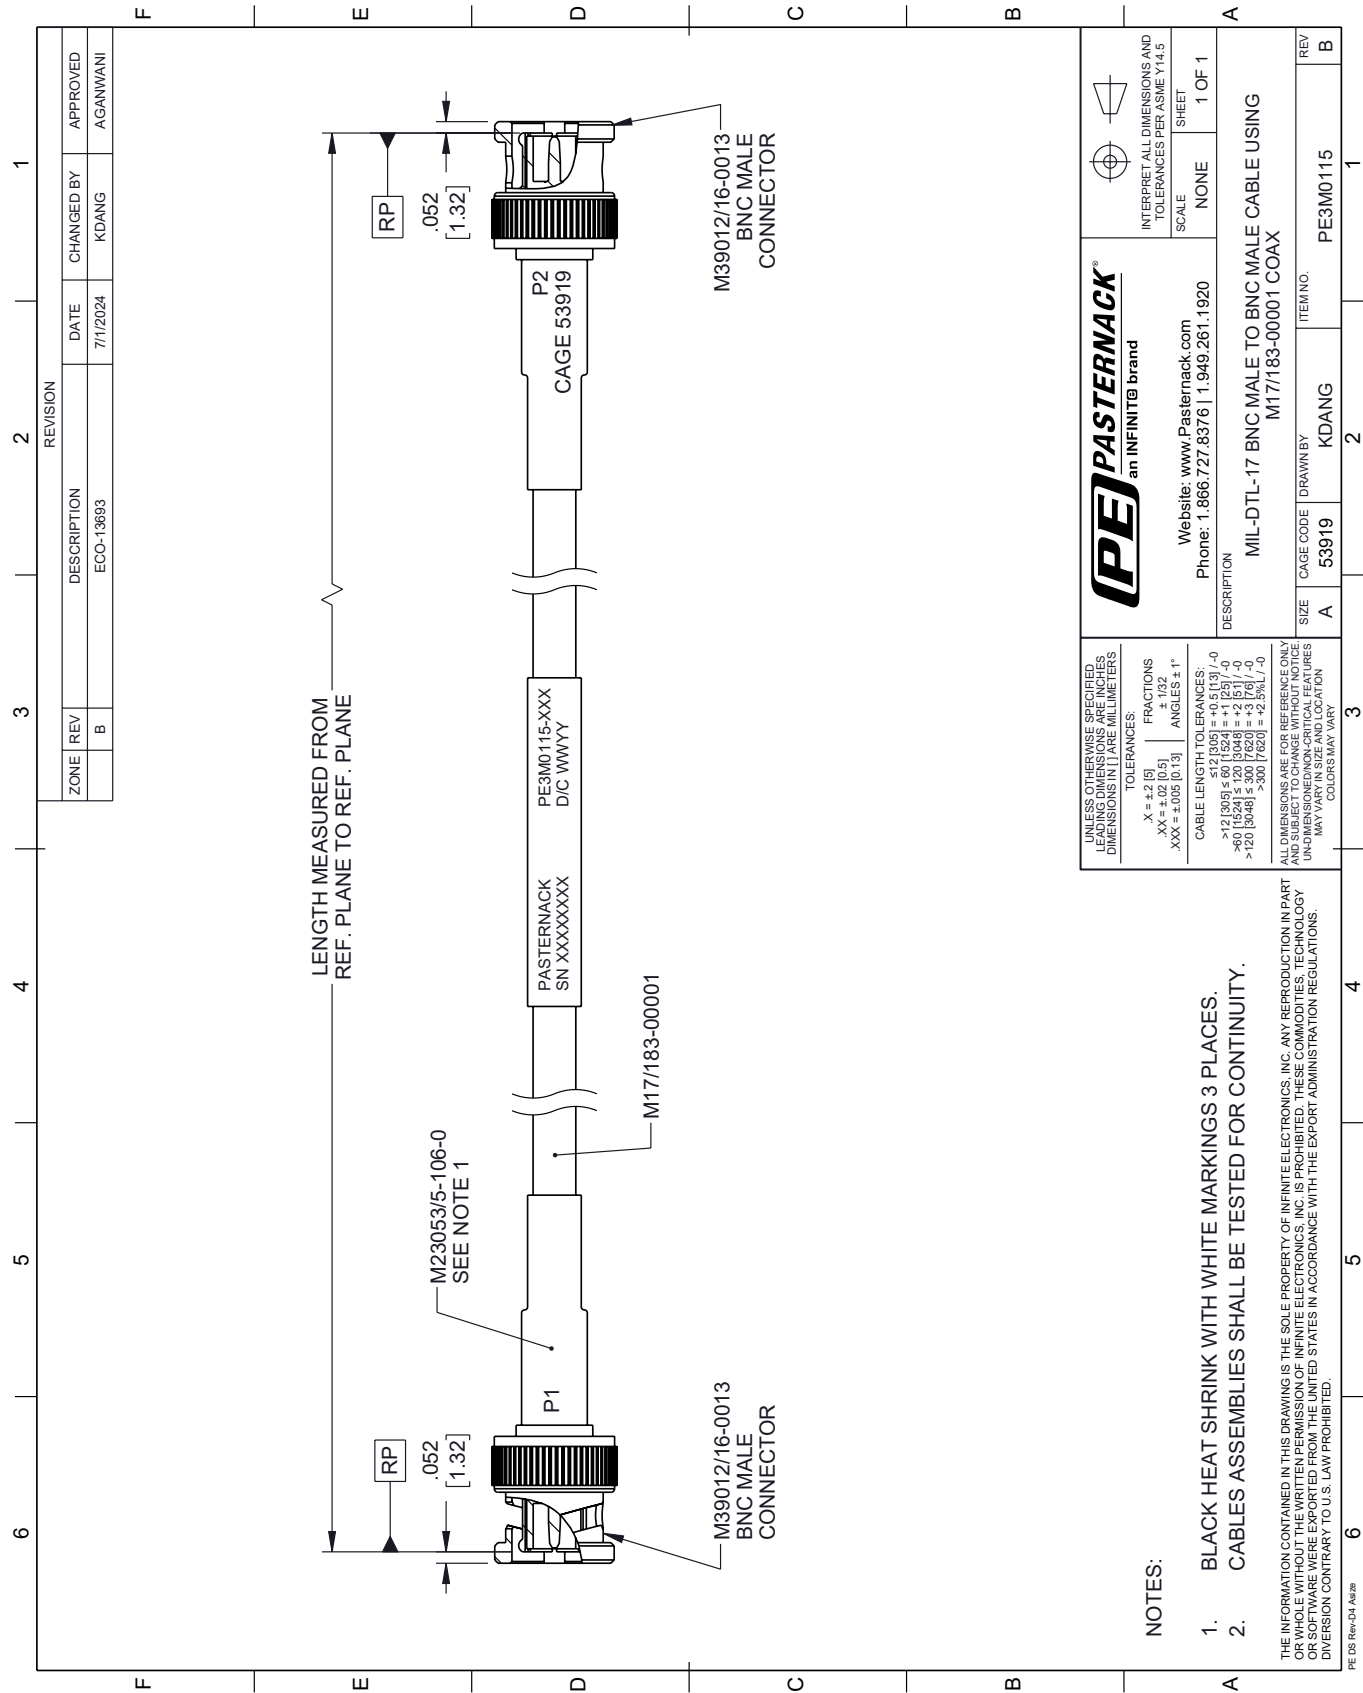 6
5
4
3
2
1
F
E
D
C
B
A
F
E
D
C
B
A
REVISION
ZONE REV DESCRIPTION DATE CHANGED BY APPROVED
B ECO-13693 7/1/2024 KDANG AGANWANI
LENGTH MEASURED FROM
REF. PLANE TO REF. PLANE
RP
RP
.052
[1.32]
.052
[1.32]
M23053/5-106-0
SEE NOTE 1
P1
PASTERNACK
SN XXXXXXXX
PE3M0115-XXX
D/C WWYY
P2
CAGE 53919
M17/183-00001
M39012/16-0013
BNC MALE
CONNECTOR
M39012/16-0013
BNC MALE
CONNECTOR
NOTES:
1. BLACK HEAT SHRINK WITH WHITE MARKINGS 3 PLACES.
2. CABLES ASSEMBLIES SHALL BE TESTED FOR CONTINUITY.
THE INFORMATION CONTAINED IN THIS DRAWING IS THE SOLE PROPERTY OF INFINITE ELECTRONICS, INC. ANY REPRODUCTION IN PART
OR WHOLE WITHOUT THE WRITTEN PERMISSION OF INFINITE ELECTRONICS, INC. IS PROHIBITED. THESE COMMODITIES, TECHNOLOGY
OR SOFTWARE WERE EXPORTED FROM THE UNITED STATES IN ACCORDANCE WITH THE EXPORT ADMINISTRATION REGULATIONS.
DIVERSION CONTRARY TO U.S. LAW PROHIBITED.
UNLESS OTHERWISE SPECIFIED
LEADING DIMENSIONS ARE INCHES
DIMENSIONS IN [ ] ARE MILLIMETERS
TOLERANCES:
.X = ±.2 [5]
.XX = ±.02 [0.5]
.XXX = ±.005 [0.13]
FRACTIONS
± 1/32
ANGLES ± 1°
CABLE LENGTH TOLERANCES:
≤12 [305] = +0.5 [13] / -0
>12 [305] ≤ 60 [1524] = +1 [25] / -0
>60 [1524] ≤ 120 [3048] = +2 [51] / -0
>120 [3048] ≤ 300 [7620] = +3 [76] / -0
>300 [7620] = +2.5%L / -0
ALL DIMENSIONS ARE FOR REFERENCE ONLY
AND SUBJECT TO CHANGE WITHOUT NOTICE.
UN-DIMENSIONED/NON-CRITICAL FEATURES
MAY VARY IN SIZE AND LOCATION
COLORS MAY VARY
PE PASTERNACK®
an INFINITE brand
Website: www.Pasternack.com
Phone: 1.866.727.8376 | 1.949.261.1920
INTERPRET ALL DIMENSIONS AND
TOLERANCES PER ASME Y14.5
SCALE
NONE
SHEET
1 OF 1
DESCRIPTION
MIL-DTL-17 BNC MALE TO BNC MALE CABLE USING
M17/183-00001 COAX
SIZE
A
CAGE CODE
53919
DRAWN BY
KDANG
ITEM NO.
PE3M0115
REV
B
6
5
4
3
2
1
PE DS Rev-D4 Asize